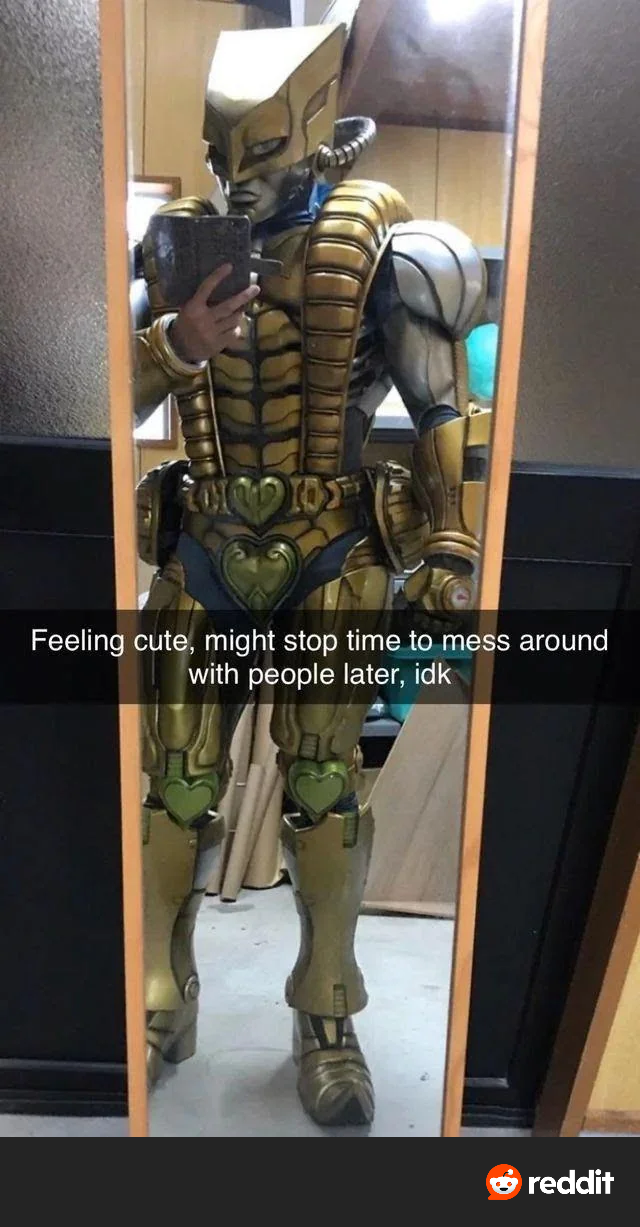 Feeling cute, might stop time to mess around
with people later, idk
reddit